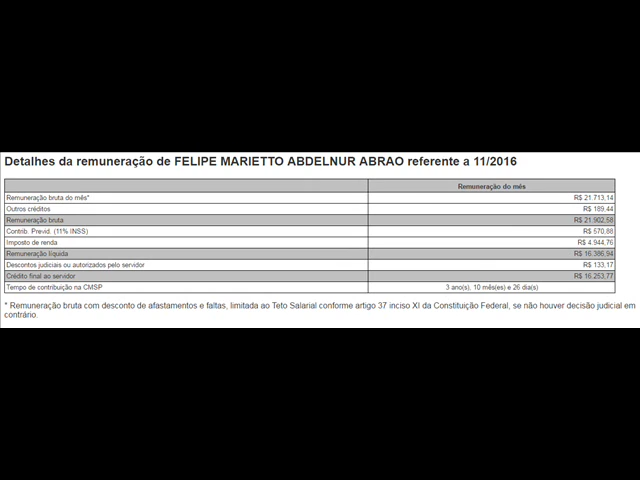 Detalhes da remuneração de FELIPE MARIETTO ABDELNUR ABRAO referente a 11/2016
Remuneração do mês
Remuneração bruta do mês* R$ 21.713,14
Outros créditos R$ 189,44
Remuneração bruta R$ 21.902,58
Contrib. Previd. (11% INSS) R$ 570,88
Imposto de renda R$ 4.944,76
Remuneração líquida R$ 16.386,94
Descontos judiciais ou autorizados pelo servidor R$ 133,17
Crédito final ao servidor R$ 16.253,77
Tempo de contribuição na CMSP 3 ano(s), 10 mês(es) e 26 dia(s)
* Remuneração bruta com desconto de afastamentos e faltas, limitada ao Teto Salarial conforme artigo 37 inciso XI da Constituição Federal, se não houver decisão judicial em
contrário.